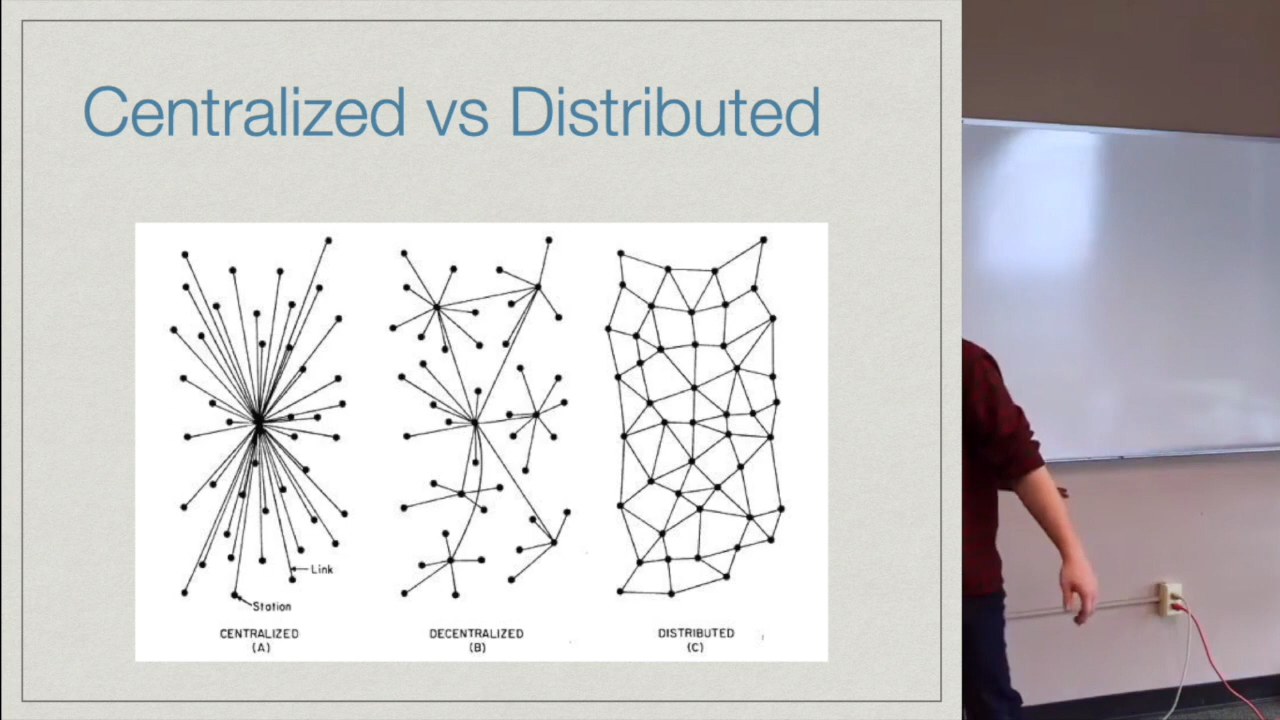 Centralized vs Distributed
Link
Station
CENTRALIZED
(A)
DECENTRALIZED
(B)
DISTRIBUTED
(C)